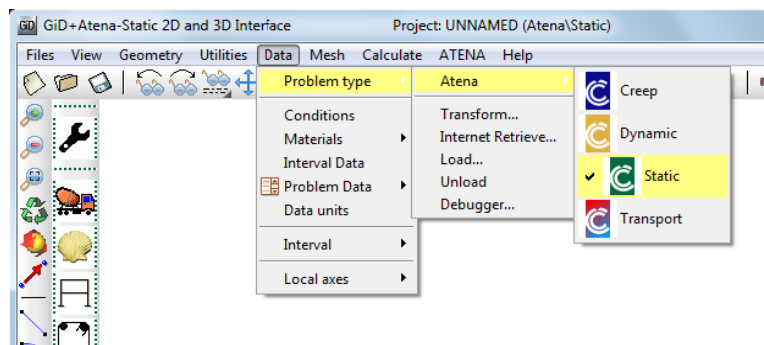 GiD GiD+Atena-Static 2D and 3D Interface Project: UNNAMED (Atena\Static)
Files View Geometry Utilities Data Mesh Calculate ATENA Help
Problem type
Conditions
Materials
Interval Data
Problem Data
Data units
Interval
Local axes
Atena
Transform...
Internet Retrieve...
Load...
Unload
Debugger...
Creep
Dynamic
Static
Transport